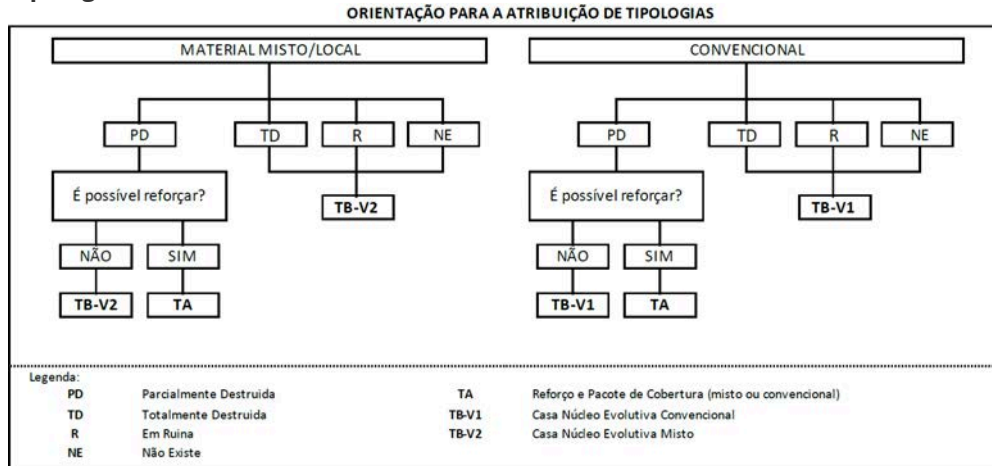 ORIENTAÇÃO PARA A ATRIBUIÇÃO DE TIPOLOGIAS
MATERIAL MISTO/LOCAL
PD
TD
R
NE
É possível reforçar?
TB-V2
NÃO
SIM
TB-V2
TA
CONVENCIONAL
PD
TD
R
NE
É possível reforçar?
TB-V1
NÃO
SIM
TB-V1
TA
Legenda:
PD Parcialmente Destruida
TD Totalmente Destruida
R Em Ruina
NE Não Existe
TA Reforço e Pacote de Cobertura (misto ou convencional)
TB-V1 Casa Núcleo Evolutiva Convencional
TB-V2 Casa Núcleo Evolutiva Misto